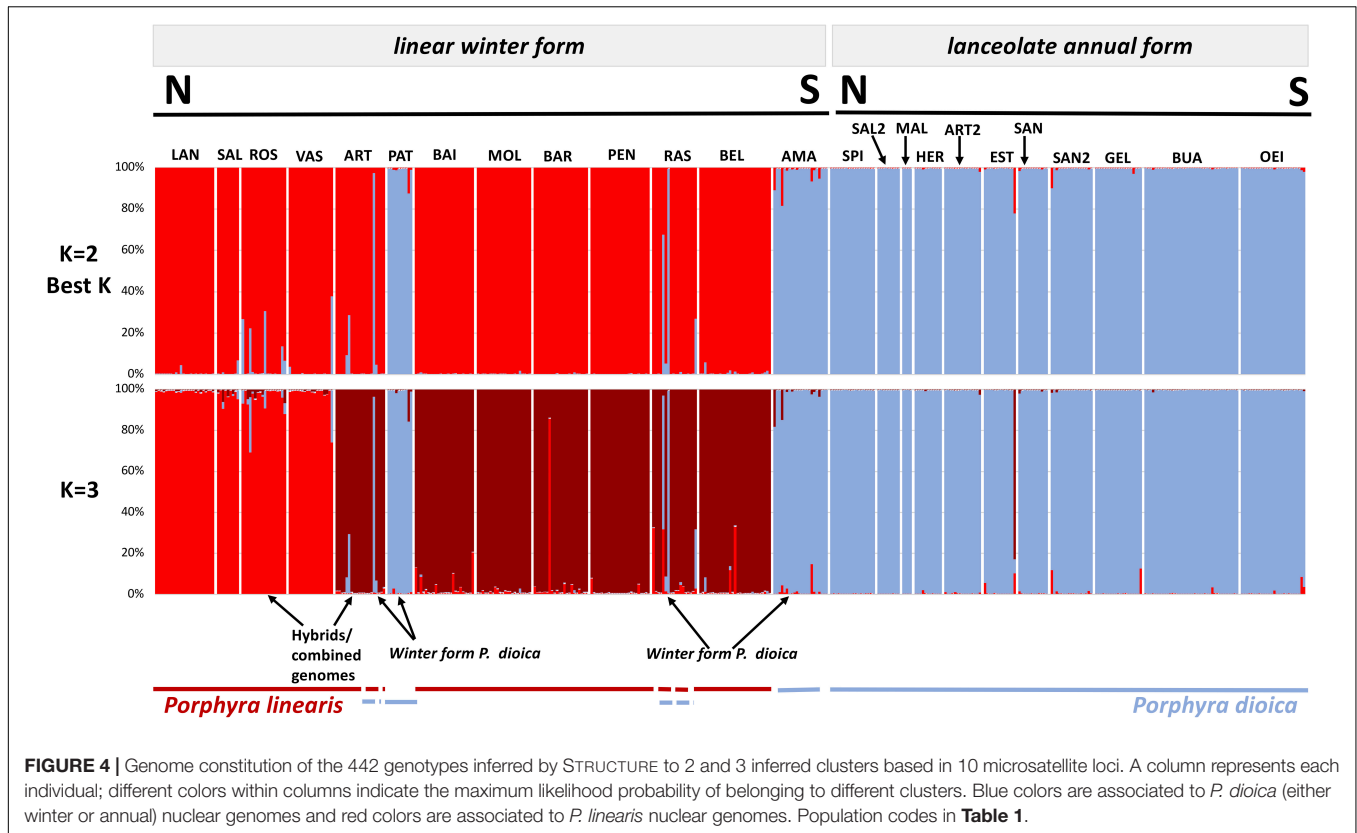 linear winter form
lanceolate annual form
N S N S
SAL2 MAL ART2 SAN
LAN SAL ROS VAS ART PAT BAI MOL BAR PEN RAS BEL AMA SPI HER EST SAN2 GEL BUA OEI
100%
80%
K=2
60%
Best K
40%
20%
0%
100%
80%
60%
K=3
40%
20%
0%
Hybrids/
combined
genomes
Winter form P. dioica
Winter form P. dioica
Porphyra linearis
Porphyra dioica
FIGURE 4 | Genome constitution of the 442 genotypes inferred by STRUCTURE to 2 and 3 inferred clusters based in 10 microsatellite loci. A column represents each
individual; different colors within columns indicate the maximum likelihood probability of belonging to different clusters. Blue colors are associated to P. dioica (either
winter or annual) nuclear genomes and red colors are associated to P. linearis nuclear genomes. Population codes in Table 1.